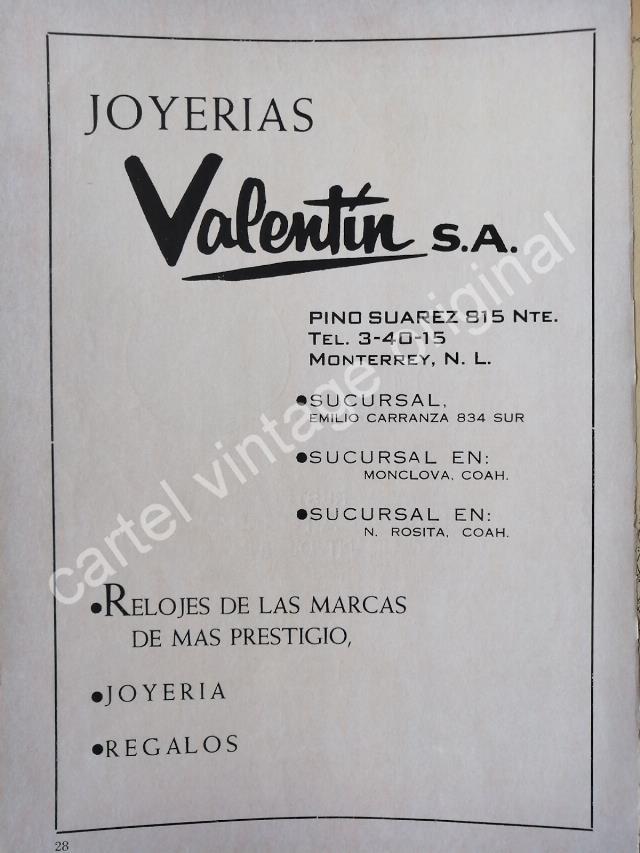 JOYERIAS
Valentín S.A.
PINO SUAREZ 815 NTE.
TEL. 3-40-15
MONTERREY, N. L.
●SUCURSAL,
EMILIO CARRANZA 834 SUR
●SUCURSAL EN:
MONCLOVA, COAH.
●SUCURSAL EN:
N. ROSITA, COAH.
●RELOJES DE LAS MARCAS
DE MAS PRESTIGIO,
●JOYERIA
●REGALOS
28
cartel vintage original